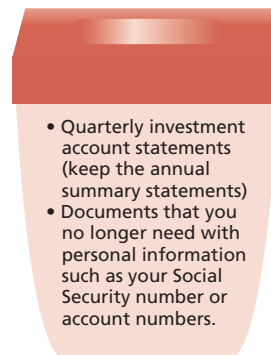 • Quarterly investment
account statements
(keep the annual
summary statements)
• Documents that you
no longer need with
personal information
such as your Social
Security number or
account numbers.